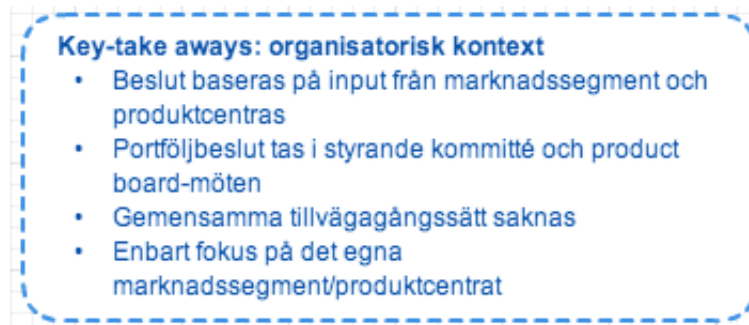 Key-take aways: organisatorisk kontext
• Beslut baseras på input från marknadssegment och
produktcentras
• Portföljbeslut tas i styrande kommitté och product
board-möten
• Gemensamma tillvägagångssätt saknas
• Enbart fokus på det egna
marknadssegment/produktcentrat